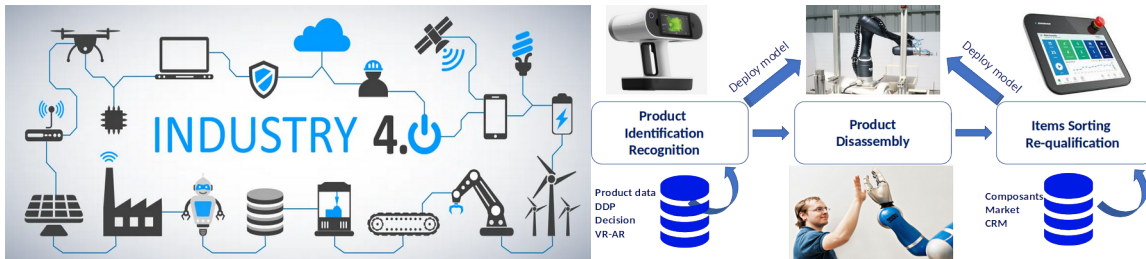 INDUSTRY 4.0
Deploy model
Deploy model
Product
Identification
Recognition
Product
Disassembly
Items Sorting
Re-qualification
Product data
DDP
Decision
VR-AR
Composants
Market
CRM